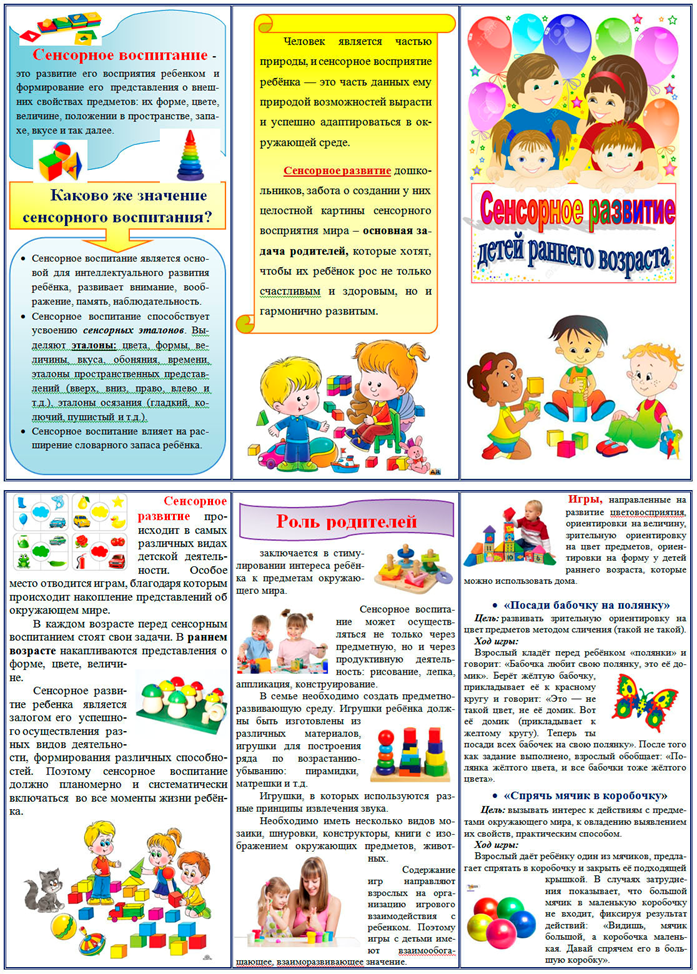 Сенсорное воспитание -
это развитие его восприятия ребенком и
формирование его представления о внеш-
них свойствах предметов: их форме, цвете,
величине, положении в пространстве, запа-
хе, вкусе и так далее.
Каково же значение
сенсорного воспитания?
• Сенсорное воспитание является осно-
вой для интеллектуального развития
ребёнка, развивает внимание, вооб-
ражение, память, наблюдательность.
• Сенсорное воспитание способствует
усвоению сенсорных эталонов. Вы-
деляют эталоны: цвета, формы, ве-
личины, вкуса, обоняния, времени,
эталоны пространственных представ-
лений (вверх, вниз, право, влево и
т.д.), эталоны осязания (гладкий, ко-
лючий, пушистый и т.д.).
• Сенсорное воспитание влияет на рас-
ширение словарного запаса ребёнка.
Человек является частью
природы, и сенсорное восприятие
ребёнка — это часть данных ему
природой возможностей вырасти
и успешно адаптироваться в ок-
ружающей среде.
Сенсорное развитие дошко-
льников, забота о создании у них
целостной картины сенсорного
восприятия мира – основная за-
дача родителей, которые хотят,
чтобы их ребёнок рос не только
счастливым и здоровым, но и
гармонично развитым.
Сенсорное развитие
детей раннего возраста
Сенсорное
развитие про-
исходит в самых
различных видах
детской деятель-
ности. Особое
место отводится играм, благодаря которым
происходит накопление представлений об
окружающем мире.
В каждом возрасте перед сенсорным
воспитанием стоят свои задачи. В раннем
возрасте накапливаются представления о
форме, цвете, величи-
не.
Сенсорное разви-
тие ребенка является
залогом его успешно-
го осуществления раз-
ных видов деятельно-
сти, формирования различных способно-
стей. Поэтому сенсорное воспитание
должно планомерно и систематически
включаться во все моменты жизни ребён-
ка.
Роль родителей
заключается в стиму-
лировании интереса ребён-
ка к предметам окружаю-
щего мира.
Сенсорное воспита-
ние может осуществ-
ляться не только через
предметную, но и через
продуктивную деятель-
ность: рисование, лепка,
аппликация, конструирование.
В семье необходимо создать предметно-
развивающую среду. Игрушки ребёнка долж-
ны быть изготовлены из
различных материалов,
игрушки для построения
ряда по возрастанию-
убыванию: пирамидки,
матрешки и т.д.
Игрушки, в которых используются раз-
ные принципы извлечения звука.
Необходимо иметь несколько видов мо-
заики, шнуровки, конструкторы, книги с изо-
бражением окружающих предметов, живот-
ных.
Содержание
игр направляют
взрослых на орга-
низацию игрового
взаимодействия с
ребенком. Поэтому
игры с детьми име-
ют взаимообога-
щающее, взаиморазвивающее значение.
Игры, направленные на
развитие цветовосприятия,
ориентировки на величину,
зрительную ориентировку
на цвет предметов, ориен-
тировки на форму у детей
раннего возраста, которые
можно использовать дома.
• «Посади бабочку на полянку»
Цель: развивать зрительную ориентировку на
цвет предметов методом сличения (такой не такой).
Ход игры:
Взрослый кладёт перед ребёнком «полянки» и
говорит: «Бабочка любит свою полянку, это её до-
мик». Берёт жёлтую бабочку,
прикладывает её к красному
кругу и говорит: «Это — не
такой цвет, не её домик. Вот
её домик (прикладывает к
желтому кругу). Теперь ты
посади всех бабочек на свою полянку». После того
как задание выполнено, взрослый обобщает: «По-
лянка жёлтого цвета, и все бабочки тоже жёлтого
цвета».
• «Спрячь мячик в коробочку»
Цель: вызывать интерес к действиям с предме-
тами окружающего мира, к овладению выявлением
их свойств, практическим способом.
Ход игры:
Взрослый даёт ребёнку один из мячиков, предла-
гает спрятать в коробочку и закрыть её подходящей
крышкой. В случаях затрудне-
ния показывает, что большой
мячик в маленькую коробочку
не входит, фиксируя результат
действий: «Видишь, мячик
большой, а коробочка малень-
кая. Давай спрячем его в боль-
шую коробку».